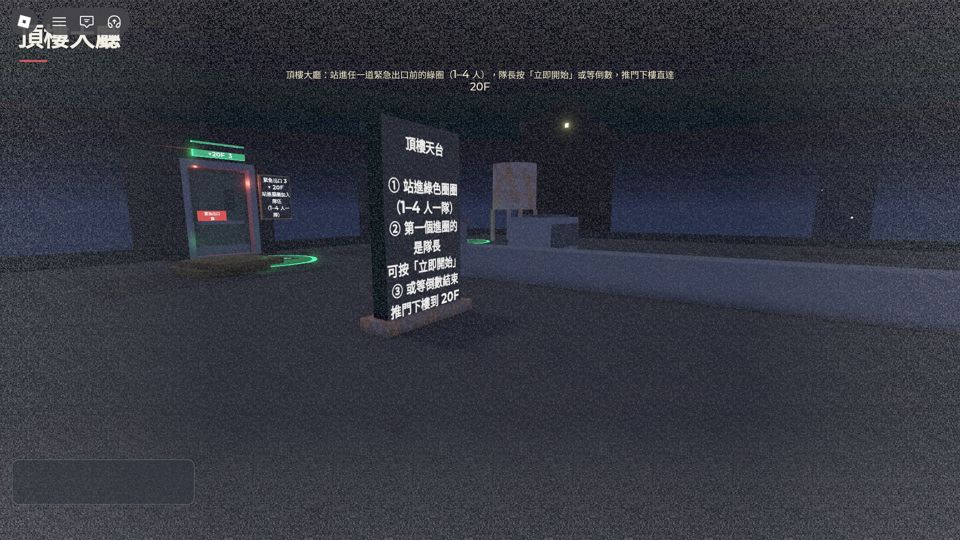 頂樓大廳
頂樓大廳：站進任一道緊急出口前的綠圈（1–4 人），隊長按「立即開始」或等倒數，推門下樓直達
20F
頂樓天台
① 站進綠色圈圈
（1–4 人一隊）
② 第一個進圈的
是隊長
可按「立即開始」
③ 或等倒數結束
推門下樓到 20F
緊急出口 3